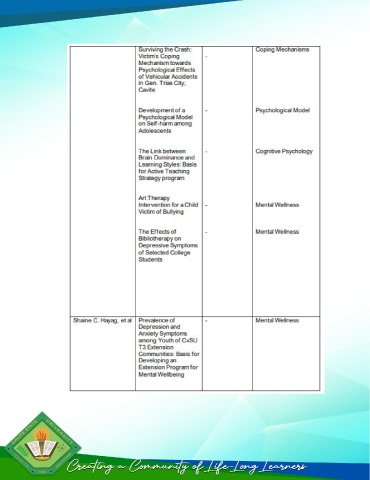 Surviving the Crash:
Victim's Coping
Mechanism towards
Psychological Effects
of Vehicular Accidents
in Gen. Trias City,
Cavite
-
Coping Mechanisms
Development of a
Psychological Model
on Self-harm among
Adolescents
-
Psychological Model
The Link between
Brain Dominance and
Learning Styles: Basis
for Active Teaching
Strategy program
-
Cognitive Psychology
Art Therapy
Intervention for a Child
Victim of Bullying
-
Mental Wellness
The Effects of
Bibliotherapy on
Depressive Symptoms
of Selected College
Students
-
Mental Wellness
Shaine C. Hayag, et al
Prevalence of
Depression and
Anxiety Symptoms
among Youth of CvSU
T3 Extension
Communities: Basis for
Developing an
Extension Program for
Mental Wellbeing
-
Mental Wellness
Creating a Community of Life-Long Learners